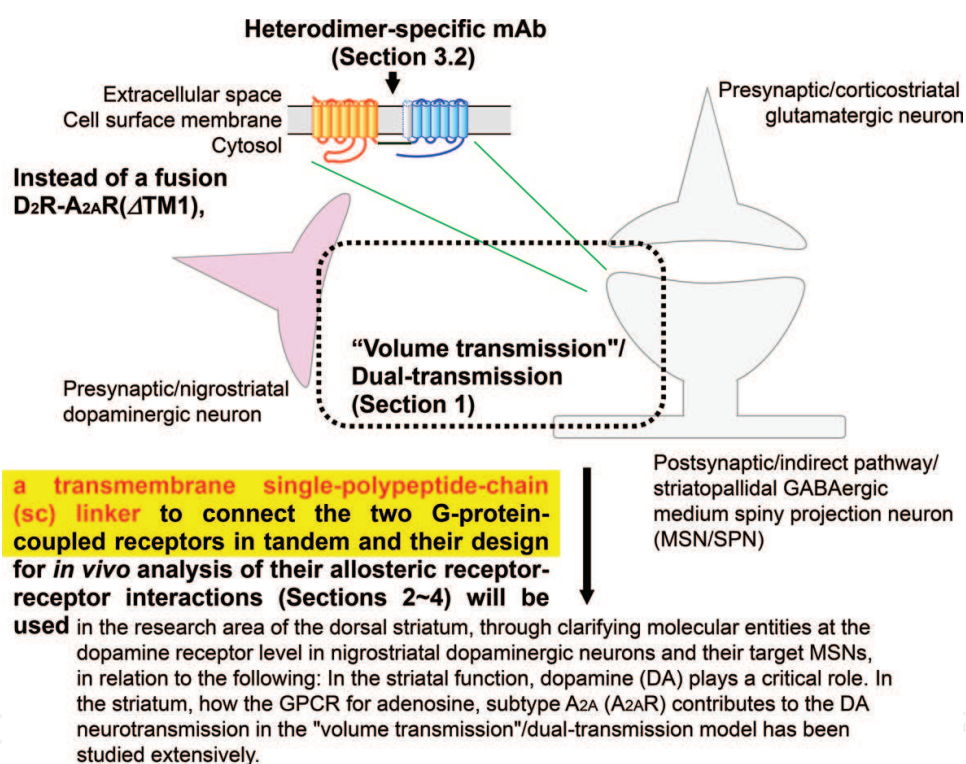 Heterodimer-specific mAb
(Section 3.2)
Extracellular space
Cell surface membrane
Cytosol
Presynaptic/corticostriatal
glutamatergic neuron
Instead of a fusion
D2R-A2AR(ΔTM1),
“Volume transmission"/
Dual-transmission
(Section 1)
Presynaptic/nigrostriatal
dopaminergic neuron
Postsynaptic/indirect pathway/
striatopallidal GABAergic
medium spiny projection neuron
(MSN/SPN)
a transmembrane single-polypeptide-chain
(sc) linker to connect the two G-protein-
coupled receptors in tandem and their design
for in vivo analysis of their allosteric receptor-
receptor interactions (Sections 2~4) will be
used in the research area of the dorsal striatum, through clarifying molecular entities at the
dopamine receptor level in nigrostriatal dopaminergic neurons and their target MSNs,
in relation to the following: In the striatal function, dopamine (DA) plays a critical role. In
the striatum, how the GPCR for adenosine, subtype A2A (A2AR) contributes to the DA
neurotransmission in the "volume transmission"/dual-transmission model has been
studied extensively.